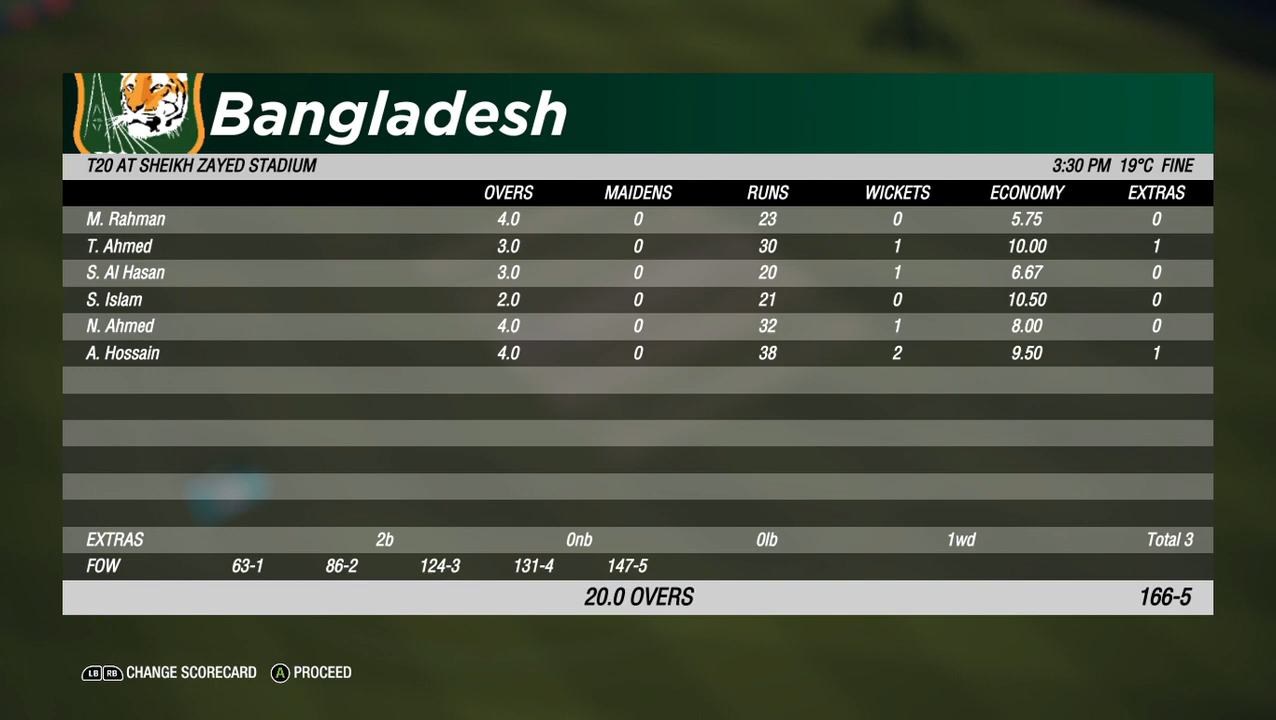 Bangladesh
T20 AT SHEIKH ZAYED STADIUM 3:30 PM 19°C FINE
OVERS MAIDENS RUNS WICKETS ECONOMY EXTRAS
M. Rahman 4.0 0 23 0 5.75 0
T. Ahmed 3.0 0 30 1 10.00 1
S. Al Hasan 3.0 0 20 1 6.67 0
S. Islam 2.0 0 21 0 10.50 0
N. Ahmed 4.0 0 32 1 8.00 0
A. Hossain 4.0 0 38 2 9.50 1
EXTRAS 2b 0nb 0lb 1wd Total 3
FOW 63-1 86-2 124-3 131-4 147-5
20.0 OVERS 166-5
LB RB CHANGE SCORECARD A PROCEED